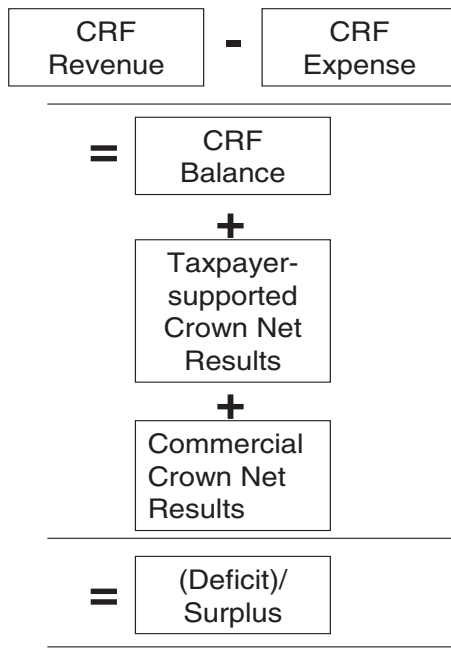 CRF
Revenue
-
CRF
Expense
=
CRF
Balance
+
Taxpayer-
supported
Crown Net
Results
+
Commercial
Crown Net
Results
=
(Deficit)/
Surplus